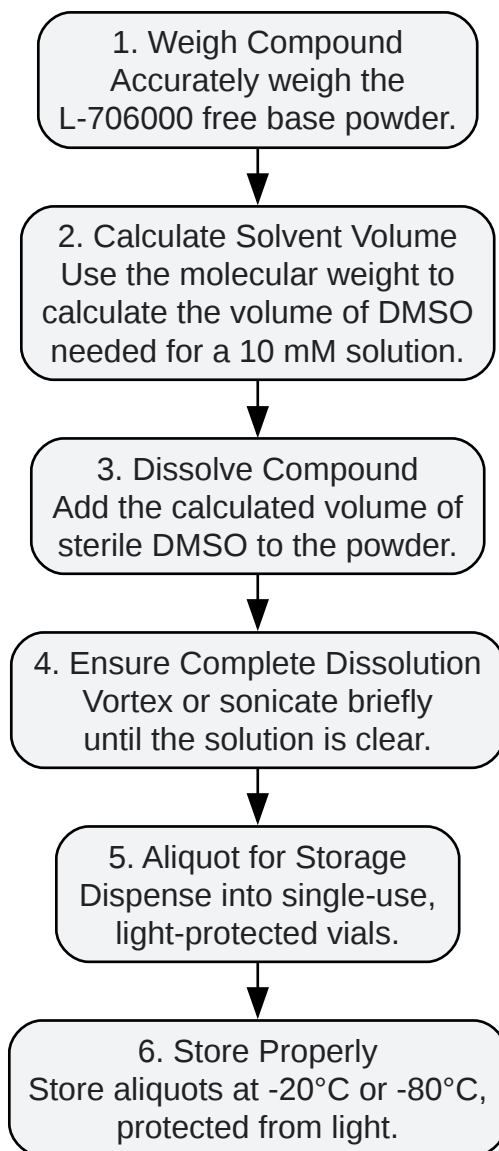 1. Weigh Compound
Accurately weigh the
L-706000 free base powder.
2. Calculate Solvent Volume
Use the molecular weight to
calculate the volume of DMSO
needed for a 10 mM solution.
3. Dissolve Compound
Add the calculated volume of
sterile DMSO to the powder.
4. Ensure Complete Dissolution
Vortex or sonicate briefly
until the solution is clear.
5. Aliquot for Storage
Dispense into single-use,
light-protected vials.
6. Store Properly
Store aliquots at -20°C or -80°C,
protected from light.